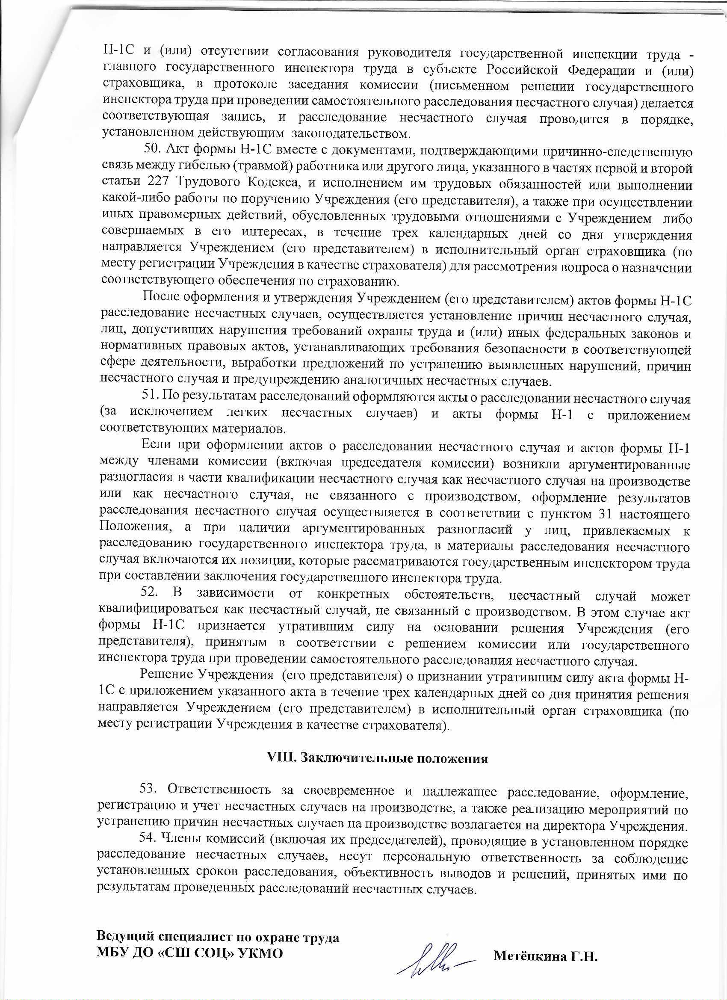 Н-1С и (или) отсутствии согласования руководителя государственной инспекции труда -
главного государственного инспектора труда в субъекте Российской Федерации и (или)
страховщика, в протоколе заседания комиссии (письменном решении государственного
инспектора труда при проведении самостоятельного расследования несчастного случая) делается
соответствующая запись, и расследование несчастного случая проводится в порядке,
установленном действующим законодательством.
50. Акт формы Н-1С вместе с документами, подтверждающими причинно-следственную
связь между гибелью (травмой) работника или другого лица, указанного в частях первой и второй
статьи 227 Трудового Кодекса, и исполнением им трудовых обязанностей или выполнении
какой-либо работы по поручению Учреждения (его представителя), а также при осуществлении
иных правомерных действий, обусловленных трудовыми отношениями с Учреждением либо
совершаемых в его интересах, в течение трех календарных дней со дня утверждения
направляется Учреждением (его представителем) в исполнительный орган страховщика (по
месту регистрации Учреждения в качестве страхователя) для рассмотрения вопроса о назначении
соответствующего обеспечения по страхованию.
После оформления и утверждения Учреждением (его представителем) актов формы Н-1С
расследование несчастных случаев, осуществляется установление причин несчастного случая,
лиц, допустивших нарушения требований охраны труда и (или) иных федеральных законов и
нормативных правовых актов, устанавливающих требования безопасности в соответствующей
сфере деятельности, выработки предложений по устранению выявленных нарушений, причин
несчастного случая и предупреждению аналогичных несчастных случаев.
51. По результатам расследований оформляются акты о расследовании несчастного случая
(за исключением легких несчастных случаев) и акты формы Н-1 с приложением
соответствующих материалов.
Если при оформлении актов о расследовании несчастного случая и актов формы Н-1
между членами комиссии (включая председателя комиссии) возникли аргументированные
разногласия в части квалификации несчастного случая как несчастного случая на производстве
или как несчастного случая, не связанного с производством, оформление результатов
расследования несчастного случая осуществляется в соответствии с пунктом 31 настоящего
Положения, а при наличии аргументированных разногласий у лиц, привлекаемых к
расследованию государственного инспектора труда, в материалы расследования несчастного
случая включаются их позиции, которые рассматриваются государственным инспектором труда
при составлении заключения государственного инспектора труда.
52. В зависимости от конкретных обстоятельств, несчастный случай может
квалифицироваться как несчастный случай, не связанный с производством. В этом случае акт
формы Н-1С признается утратившим силу на основании решения Учреждения (его
представителя), принятым в соответствии с решением комиссии или государственного
инспектора труда при проведении самостоятельного расследования несчастного случая.
Решение Учреждения (его представителя) о признании утратившим силу акта формы Н-
1С с приложением указанного акта в течение трех календарных дней со дня принятия решения
направляется Учреждением (его представителем) в исполнительный орган страховщика (по
месту регистрации Учреждения в качестве страхователя).
VIII. Заключительные положения
53. Ответственность за своевременное и надлежащее расследование, оформление,
регистрацию и учет несчастных случаев на производстве, а также реализацию мероприятий по
устранению причин несчастных случаев на производстве возлагается на директора Учреждения.
54. Члены комиссий (включая их председателей), проводящие в установленном порядке
расследование несчастных случаев, несут персональную ответственность за соблюдение
установленных сроков расследования, объективность выводов и решений, принятых ими по
результатам проведенных расследований несчастных случаев.
Ведущий специалист по охране труда
МБУ ДО «СШ СОЦ» УКМО
Метёнкина Г.Н.